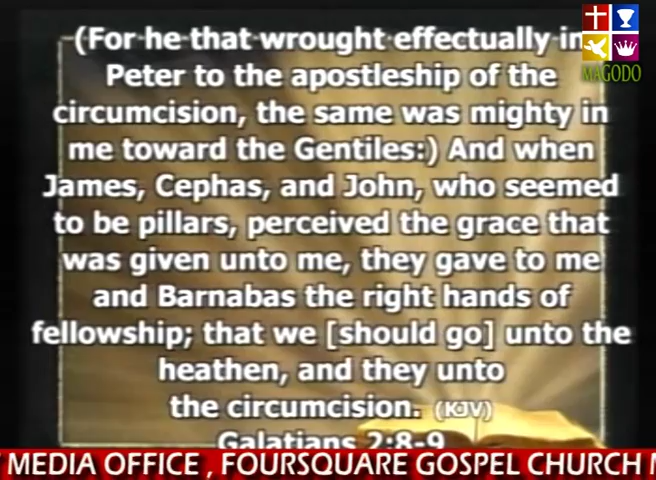 (For he that wrought effectually in
Peter to the apostleship of the
circumcision, the same was mighty in
me toward the Gentiles:) And when
James, Cephas, and John, who seemed
to be pillars, perceived the grace that
was given unto me, they gave to me
and Barnabas the right hands of
fellowship; that we [should go] unto the
heathen, and they unto
the circumcision. (KJV)
Galatians 2:8-9
MAGODO
MEDIA OFFICE , FOURSQUARE GOSPEL CHURCH